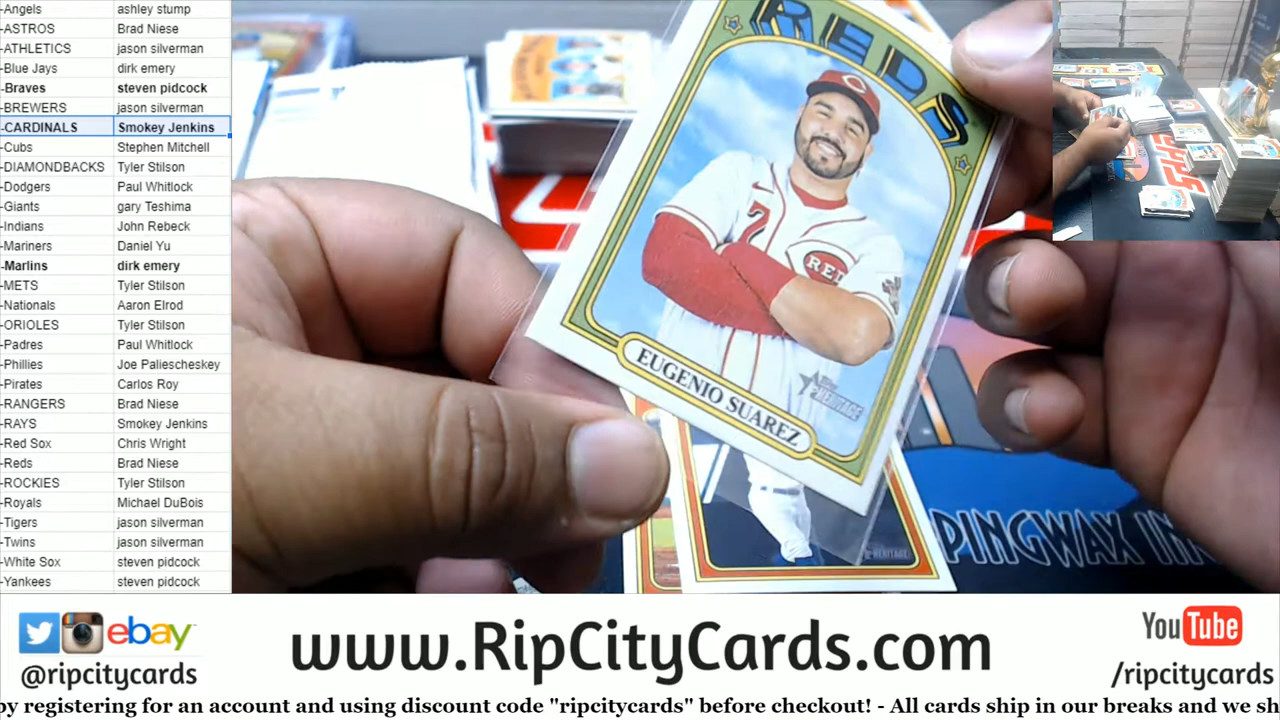 -Angels ashley stump
-ASTROS Brad Niese
-ATHLETICS jason silverman
-Blue Jays dirk emery
-Braves steven pidcock
-BREWERS jason silverman
-CARDINALS Smokey Jenkins
-Cubs Stephen Mitchell
-DIAMONDBACKS Tyler Stilson
-Dodgers Paul Whitlock
-Giants gary Teshima
-Indians John Rebeck
-Mariners Daniel Yu
-Marlins dirk emery
-METS Tyler Stilson
-Nationals Aaron Elrod
-ORIOLES Tyler Stilson
-Padres Paul Whitlock
-Phillies Joe Paliescheskey
-Pirates Carlos Roy
-RANGERS Brad Niese
-RAYS Smokey Jenkins
-Red Sox Chris Wright
-Reds Brad Niese
-ROCKIES Tyler Stilson
-Royals Michael DuBois
-Tigers jason silverman
-Twins jason silverman
-White Sox steven pidcock
-Yankees steven pidcock
REDS
7
RED
Topps HERITAGE
EUGENIO SUAREZ
HERITAGE
PINGWAX IN
ebay
@ripcitycards
www.RipCityCards.com
YouTube
/ripcitycards
by registering for an account and using discount code "ripcitycards" before checkout! - All cards ship in our breaks and we sh